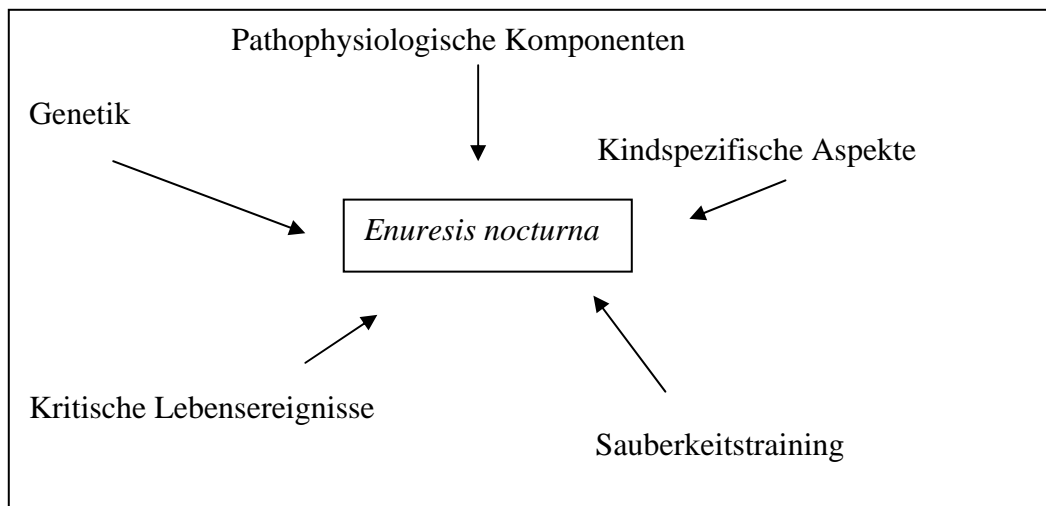 Pathophysiologische Komponenten
Genetik
Kindspezifische Aspekte
Enuresis nocturna
Kritische Lebensereignisse
Sauberkeitstraining